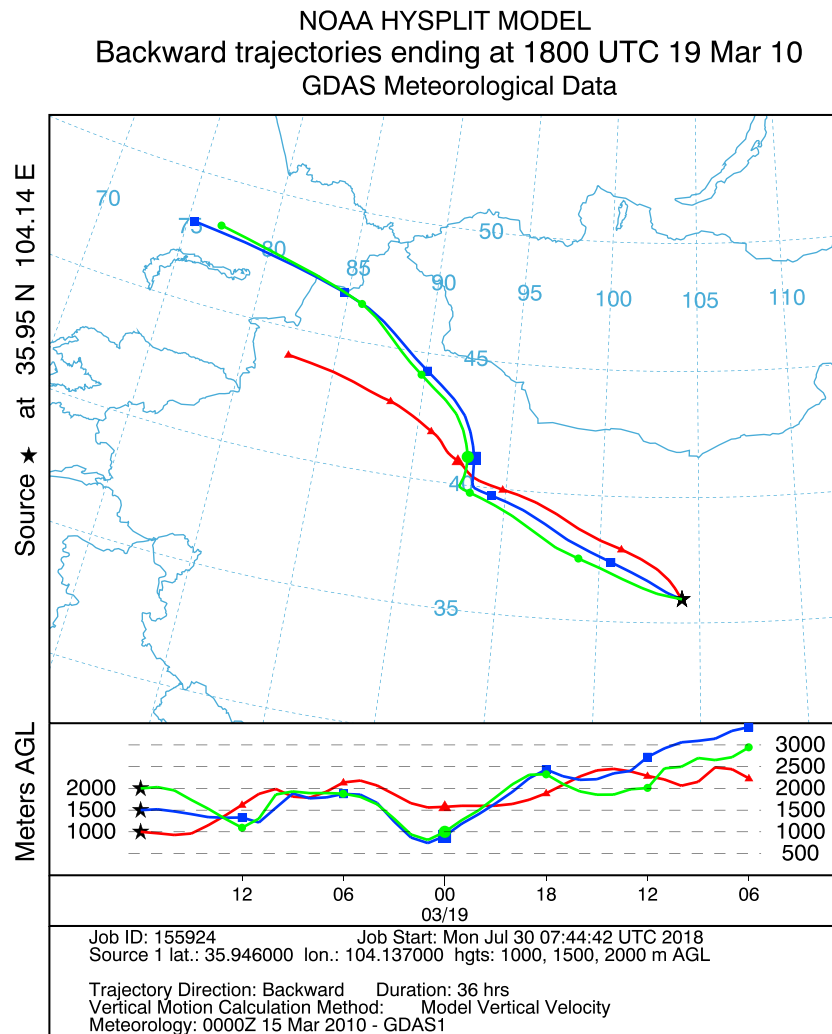 NOAA HYSPLIT MODEL
Backward trajectories ending at 1800 UTC 19 Mar 10
GDAS Meteorological Data
Source ★ at 35.95 N 104.14 E
70
75
80
85
90
95
100
105
110
50
45
40
35
Meters AGL
2000
1500
1000
3000
2500
2000
1500
1000
500
12 06 00 18 12 06
03/19
Job ID: 155924 Job Start: Mon Jul 30 07:44:42 UTC 2018
Source 1 lat.: 35.946000 lon.: 104.137000 hgts: 1000, 1500, 2000 m AGL
Trajectory Direction: Backward Duration: 36 hrs
Vertical Motion Calculation Method: Model Vertical Velocity
Meteorology: 0000Z 15 Mar 2010 - GDAS1